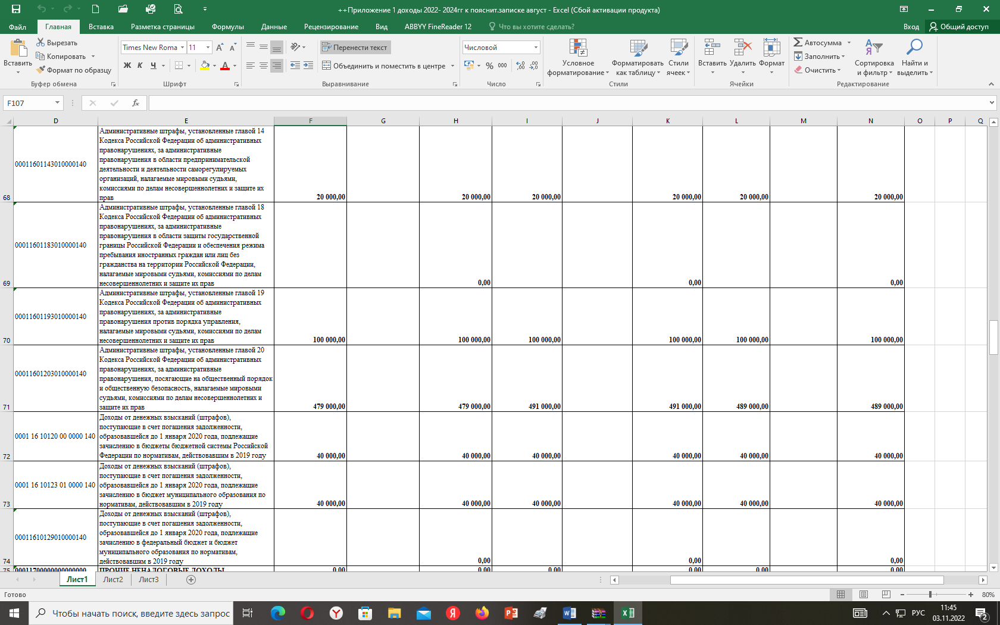 ++Приложение 1 доходы 2022- 2024гг к пояснит.записке август - Excel (Сбой активации продукта)
Файл Главная Вставка Разметка страницы Формулы Данные Рецензирование Вид ABBYY FineReader 12 Что вы хотите сделать? Вход Общий доступ
Вставить
Вырезать
Копировать
Формат по образцу
Буфер обмена
Times New Roma 11
Ж К Ч А
Шрифт
Перенести текст
Объединить и поместить в центре
Выравнивание
Числовой
% 000
Число
Условное форматирование
Форматировать как таблицу
Стили ячеек
Стили
Вставить Удалить Формат
Ячейки
Автосумма
Заполнить
Очистить
Сортировка и фильтр
Найти и выделить
Редактирование
F107 fx
D E F G H I J K L M N O P Q
Административные штрафы, установленные главой 14
Кодекса Российской Федерации об административных
правонарушениях, за административные
правонарушения в области предпринимательской
00011601143010000140 деятельности и деятельности саморегулируемых
организаций, налагаемые мировыми судьями,
комиссиями по делам несовершеннолетних и защите их
68 прав 20 000,00 20 000,00 20 000,00 20 000,00 20 000,00 20 000,00
Административные штрафы, установленные главой 18
Кодекса Российской Федерации об административных
правонарушениях, за административные
правонарушения в области защиты государственной
00011601183010000140 границы Российской Федерации и обеспечения режима
пребывания иностранных граждан или лиц без
гражданства на территории Российской Федерации,
налагаемые мировыми судьями, комиссиями по делам
69 несовершеннолетних и защите их прав 0,00 0,00 0,00
Административные штрафы, установленные главой 19
Кодекса Российской Федерации об административных
00011601193010000140 правонарушениях, за административные
правонарушения против порядка управления,
налагаемые мировыми судьями, комиссиями по делам
70 несовершеннолетних и защите их прав 100 000,00 100 000,00 100 000,00 100 000,00 100 000,00 100 000,00
Административные штрафы, установленные главой 20
Кодекса Российской Федерации об административных
00011601203010000140 правонарушениях, за административные
правонарушения, посягающие на общественный порядок
и общественную безопасность, налагаемые мировыми
судьями, комиссиями по делам несовершеннолетних и
71 защите их прав 479 000,00 479 000,00 491 000,00 491 000,00 489 000,00 489 000,00
Доходы от денежных взысканий (штрафов),
поступающие в счет погашения задолженности,
0001 16 10120 00 0000 140 образовавшейся до 1 января 2020 года, подлежащие
зачислению в бюджеты бюджетной системы Российской
72 Федерации по нормативам, действовавшим в 2019 году 40 000,00 40 000,00 40 000,00 40 000,00 40 000,00 40 000,00
Доходы от денежных взысканий (штрафов),
поступающие в счет погашения задолженности,
0001 16 10123 01 0000 140 образовавшейся до 1 января 2020 года, подлежащие
зачислению в бюджет муниципального образования по
73 нормативам, действовавшим в 2019 году 40 000,00 40 000,00 40 000,00 40 000,00 40 000,00 40 000,00
Доходы от денежных взысканий (штрафов),
поступающие в счет погашения задолженности,
образовавшейся до 1 января 2020 года, подлежащие
00011610129010000140 зачислению в федеральный бюджет и бюджет
муниципального образования по нормативам,
74 действовавшим в 2019 году 0,00 0,00 0,00
75 00011700000000000000 ПРОЧИЕ НЕНАЛОГОВЫЕ ДОХОДЫ 0,00 0,00 0,00 0,00 0,00 0,00
Лист1 Лист2 Лист3
Готово 80%
Чтобы начать поиск, введите здесь запрос
РУС
11:45
03.11.2022
2